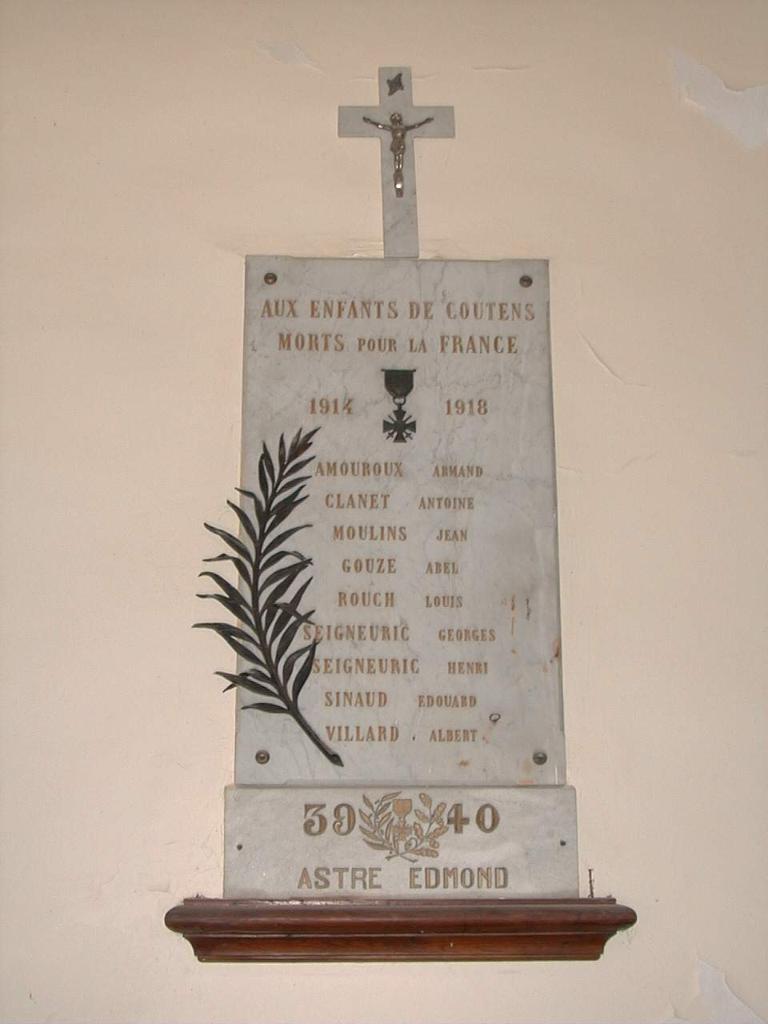 AUX ENFANTS DE COUTENS
MORTS POUR LA FRANCE
1914 1918
AMOUROUX ARMAND
CLANET ANTOINE
MOULINS JEAN
GOUZE ABEL
ROUCH LOUIS
SEIGNEURIC GEORGES
SEIGNEURIC HENRI
SINAUD EDOUARD
VILLARD ALBERT
39 40
ASTRE EDMOND